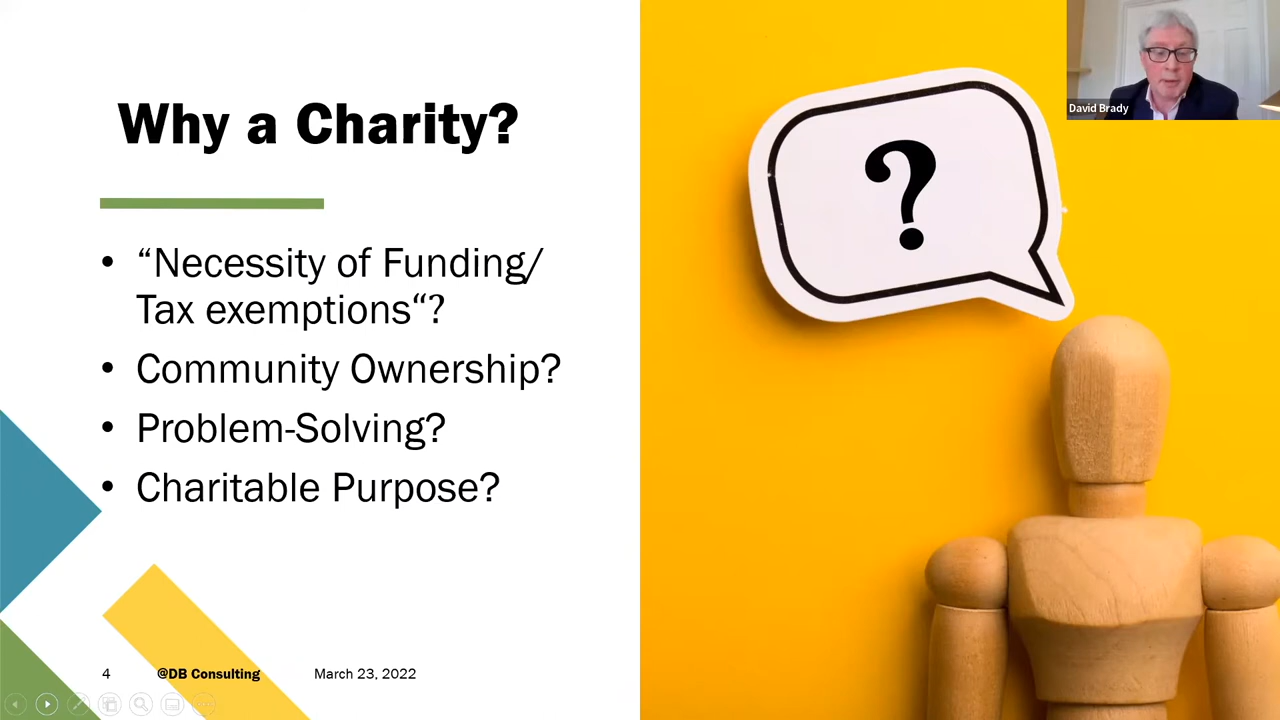 Why a Charity?
• “Necessity of Funding/
Tax exemptions“?
• Community Ownership?
• Problem-Solving?
• Charitable Purpose?
4 @DB Consulting March 23, 2022
?
David Brady